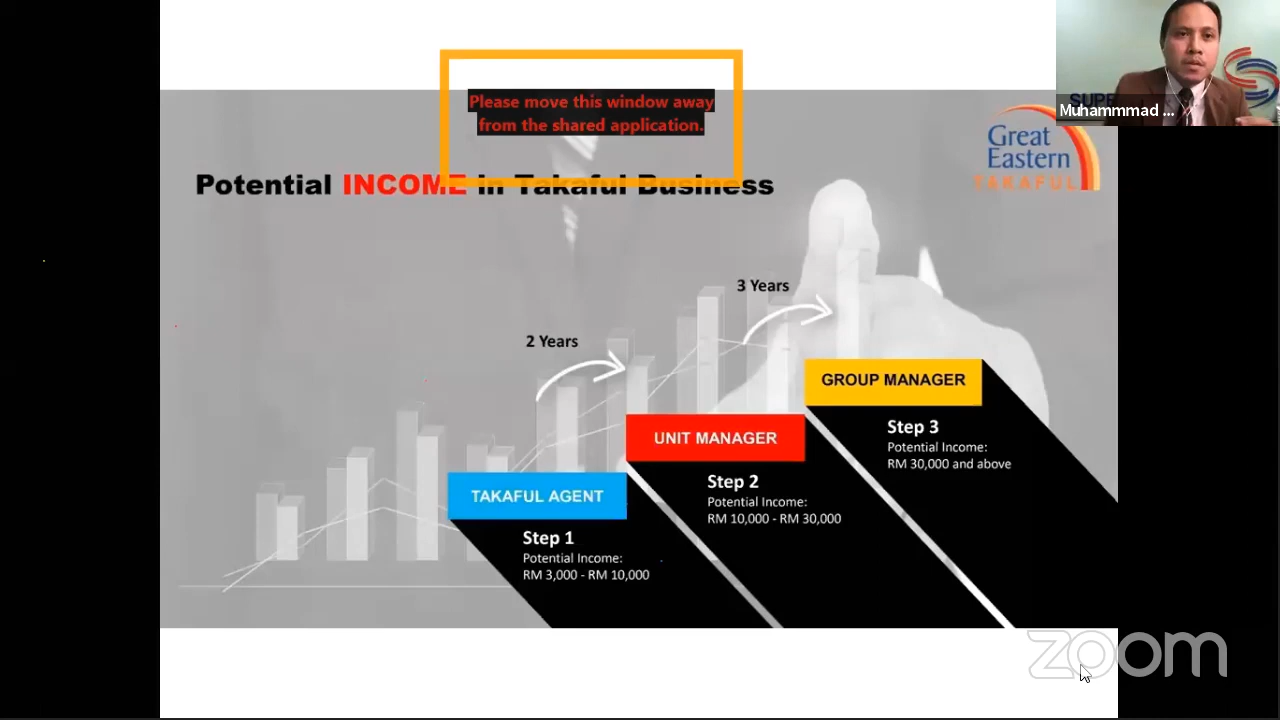 Please move this window away
from the shared application.
SUPE
Muhammmad ...
Great
Eastern
TAKAFUL
Potential INCOME in Takaful Business
3 Years
2 Years
GROUP MANAGER
Step 3
Potential Income:
RM 30,000 and above
UNIT MANAGER
Step 2
Potential Income:
RM 10,000 - RM 30,000
TAKAFUL AGENT
Step 1
Potential Income:
RM 3,000 - RM 10,000
zoom